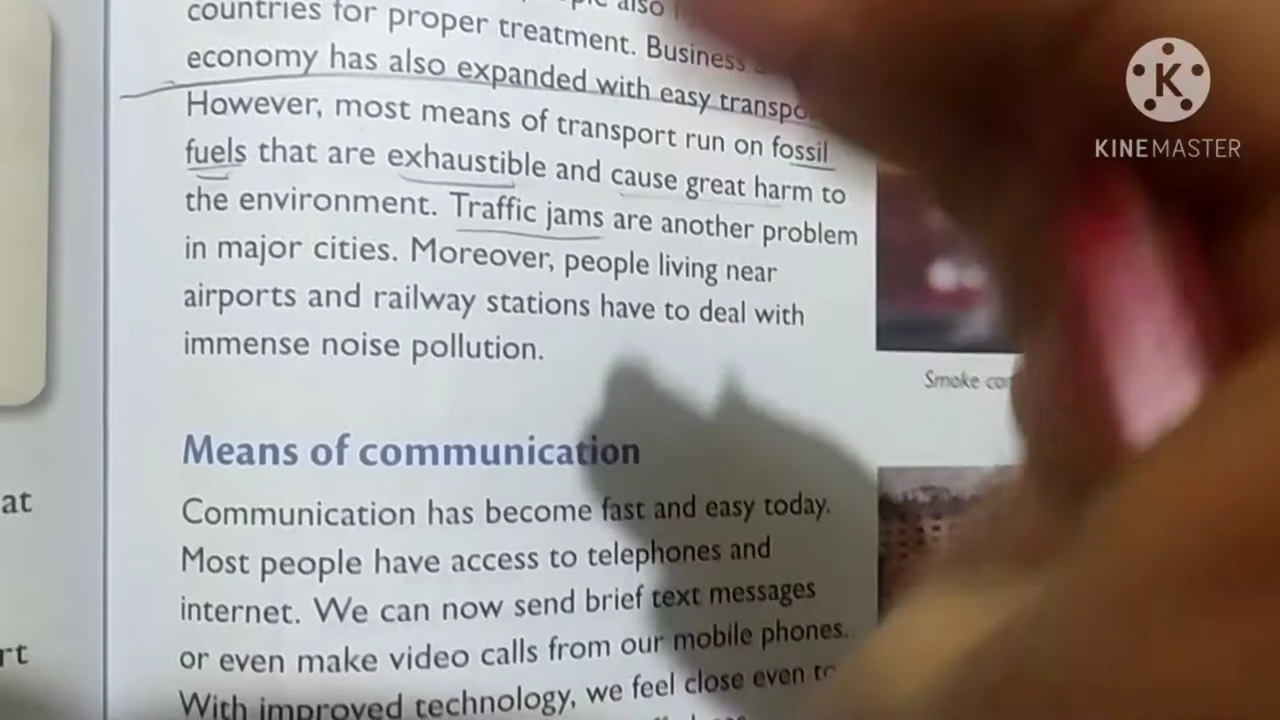 also
countries for proper treatment. Business
economy has also expanded with easy
However, most means of transport run on fossil
fuels that are exhaustible and cause great harm to
the environment. Traffic jams are another problem
in major cities. Moreover, people living near
airports and railway stations have to deal with
immense noise pollution.
Smoke
Means of communication
Communication has become fast and easy today.
Most people have access to telephones and
internet. We can now send brief text messages
or even make video calls from our mobile phones.
With improved technology, we feel close even
at
rt
K
KINEMASTER